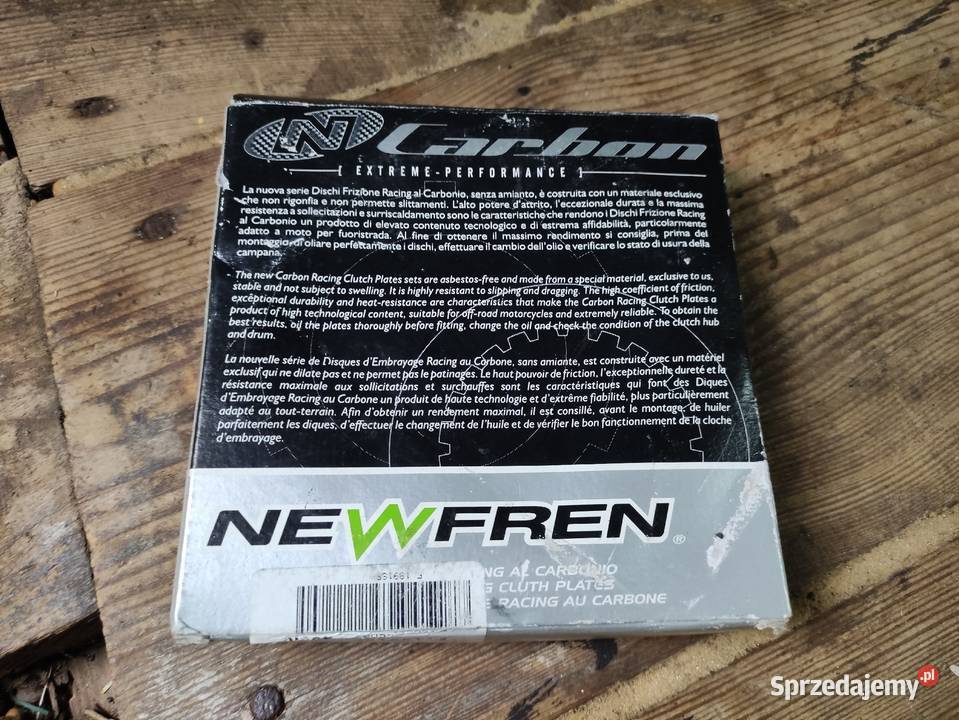 N Carbon
[ EXTREME-PERFORMANCE ]
La nuova serie Dischi Frizione Racing al Carbonio, senza amianto, è costruita con un materiale esclusivo
che non rigonfia e non permette slittamenti. L'alto potere d'attrito, l'eccezionale durata e la massima
resistenza a sollecitazioni e surriscaldamento sono le caratteristiche che rendono i Dischi Frizione Racing
al Carbonio un prodotto di elevato contenuto tecnologico e di estrema affidabilità, particolarmente
adatto a moto per fuoristrada. Al fine di ottenere il massimo rendimento si consiglia, prima del
montaggio, di oliare perfettamente i dischi, effettuare il cambio dell'olio e verificare lo stato di usura della
campana.
The new Carbon Racing Clutch Plates sets are asbestos-free and made from a special material, exclusive to us,
stable and not subject to swelling. It is highly resistant to slipping and dragging. The high coefficient of friction,
exceptional durability and heat-resistance are characteristics that make the Carbon Racing Clutch Plates a
product of high technological content, suitable for off-road motorcycles and extremely reliable. To obtain the
best results, oil the plates thoroughly before fitting, change the oil and check the condition of the clutch hub
and drum.
La nouvelle série de Disques d'Embrayage Racing au Carbone, sans amiante, est construite avec un matériel
exclusif qui ne dilate pas et ne permet pas le patinages. Le haut pouvoir de friction, l'exceptionnelle dureté et la
résistance maximale aux sollicitations et surchauffes sont les caractéristiques qui font des Diques
d'Embrayage Racing au Carbone un produit de haute technologie et d'extrême fiabilité, plus particulièrement
adapté au tout-terrain. Afin d'obtenir un rendement maximal, il est consillé, avant le montage, de huiler
parfaitement les diques, d'effectuer le changement de l'huile et de vérifier le bon fonctionnement de la cloche
d'embrayage.
NEWFREN®
NG AL CARBONIO
G CLUTH PLATES
E RACING AU CARBONE
Sprzedajemy.pl